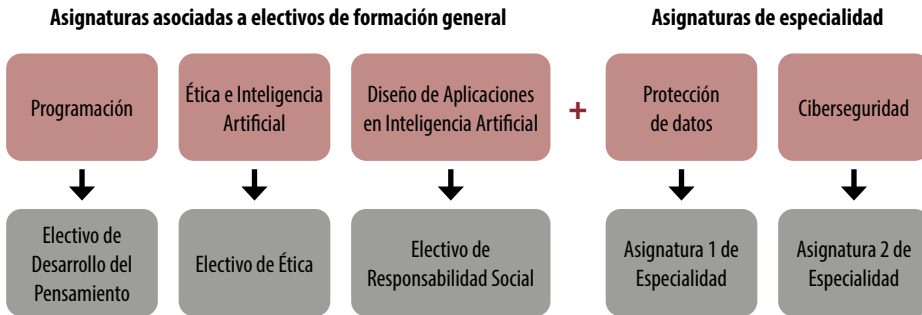 Asignaturas asociadas a electivos de formación general
Asignaturas de especialidad
Programación
Ética e Inteligencia
Artificial
Diseño de Aplicaciones
en Inteligencia Artificial
+
Protección
de datos
Ciberseguridad
Electivo de
Desarrollo del
Pensamiento
Electivo de Ética
Electivo de
Responsabilidad Social
Asignatura 1 de
Especialidad
Asignatura 2 de
Especialidad